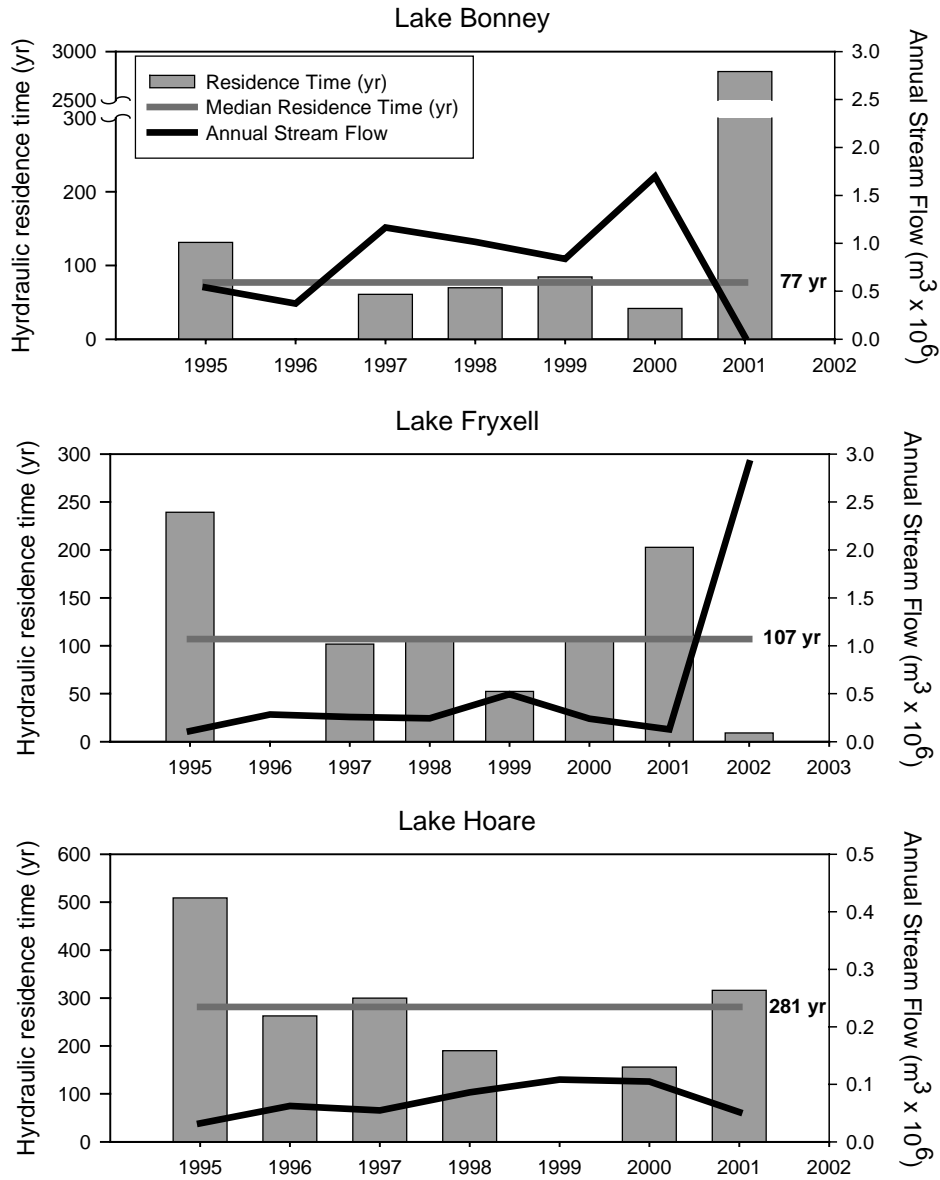 Lake Bonney
Hyrdraulic residence time (yr)
3000
2500
300
200
100
0
Residence Time (yr)
Median Residence Time (yr)
Annual Stream Flow
77 yr
3.0
2.5
2.0
1.5
1.0
0.5
0.0
Annual Stream Flow (m³ x 10⁶)
1995 1996 1997 1998 1999 2000 2001 2002
Lake Fryxell
Hyrdraulic residence time (yr)
300
250
200
150
100
50
0
107 yr
3.0
2.5
2.0
1.5
1.0
0.5
0.0
Annual Stream Flow (m³ x 10⁶)
1995 1996 1997 1998 1999 2000 2001 2002 2003
Lake Hoare
Hyrdraulic residence time (yr)
600
500
400
300
200
100
0
281 yr
0.5
0.4
0.3
0.2
0.1
0.0
Annual Stream Flow (m³ x 10⁶)
1995 1996 1997 1998 1999 2000 2001 2002